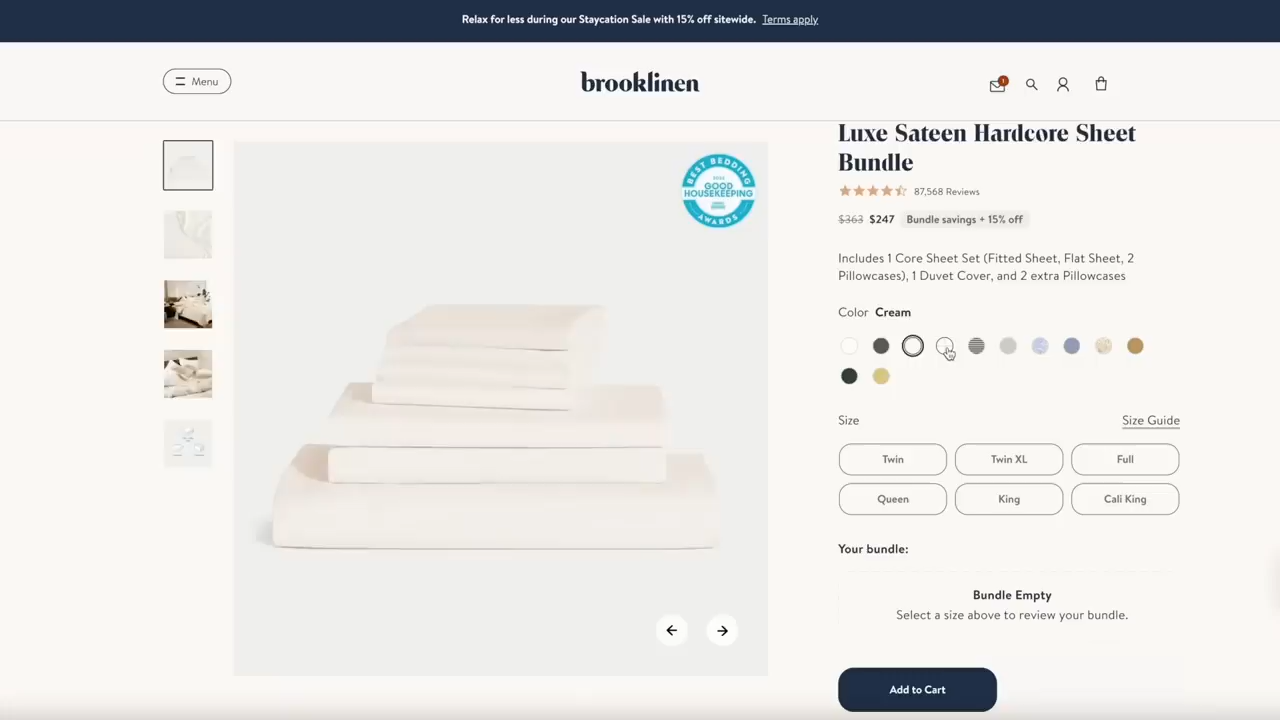 Relax for less during our Staycation Sale with 15% off sitewide. Terms apply
Menu
brooklinen
1
Luxe Sateen Hardcore Sheet
Bundle
87,568 Reviews
$363 $247 Bundle savings + 15% off
Includes 1 Core Sheet Set (Fitted Sheet, Flat Sheet, 2
Pillowcases), 1 Duvet Cover, and 2 extra Pillowcases
Color Cream
Size
Size Guide
Twin
Twin XL
Full
Queen
King
Cali King
Your bundle:
Bundle Empty
Select a size above to review your bundle.
Add to Cart
BEST BEDDING
GOOD
HOUSEKEEPING
AWARDS